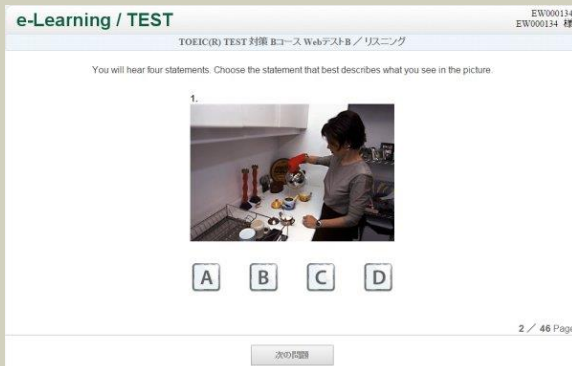 e-Learning / TEST
EW000134
EW000134 様
TOEIC(R) TEST 対策 Bコース WebテストB ／ リスニング
You will hear four statements. Choose the statement that best describes what you see in the picture.
1.
A B C D
2 ／ 46 Page
次の問題